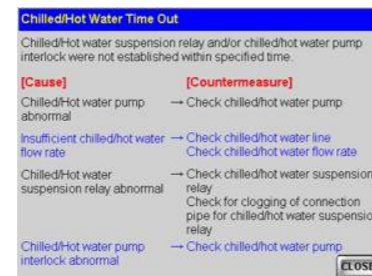 Chilled/Hot Water Time Out
Chilled/Hot water suspension relay and/or chilled/hot water pump
interlock were not established within specified time.
[Cause] [Countermeasure]
Chilled/Hot water pump → Check chilled/hot water pump
abnormal
Insufficient chilled/hot water → Check chilled/hot water line
flow rate Check chilled/hot water flow rate
Chilled/Hot water → Check chilled/hot water suspension
suspension relay abnormal relay
Check for clogging of connection
pipe for chilled/hot water suspensio
relay
Chilled/Hot water pump → Check chilled/hot water pump
interlock abnormal
CLOSE